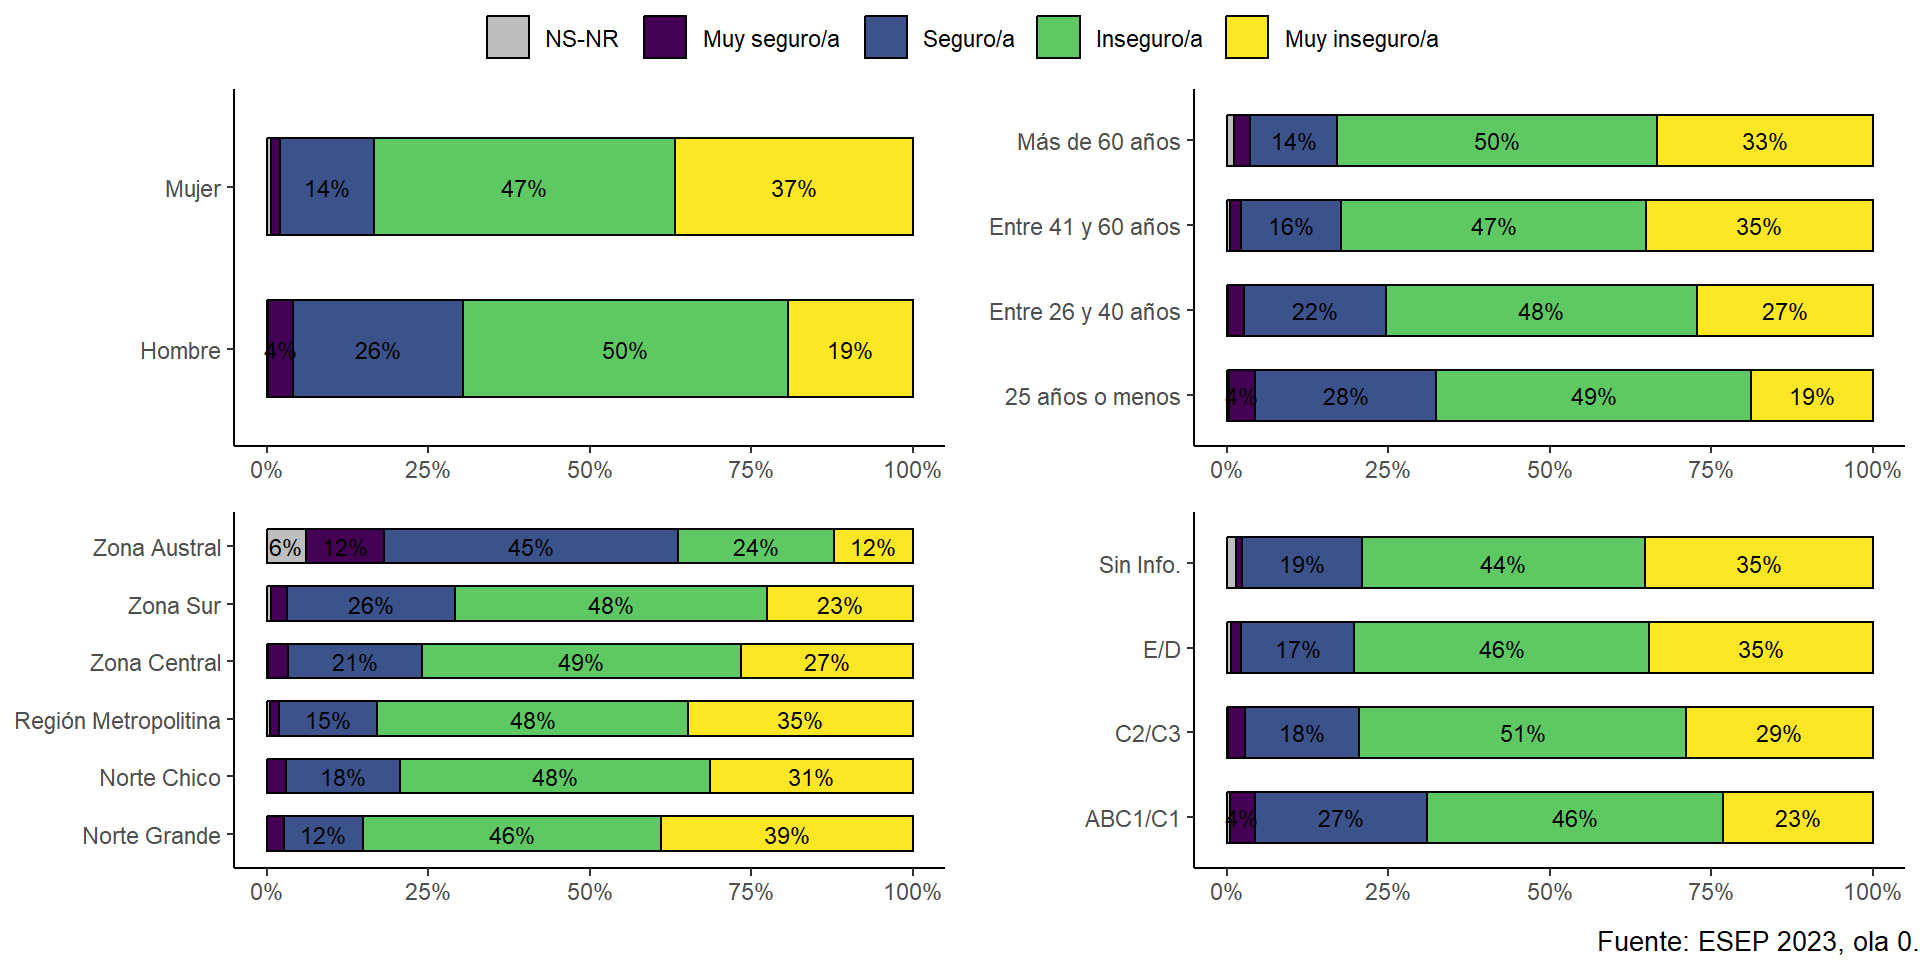 NS-NR Muy seguro/a Seguro/a Inseguro/a Muy inseguro/a
Mujer 14% 47% 37%
Hombre 4% 26% 50% 19%
0% 25% 50% 75% 100%
Más de 60 años 14% 50% 33%
Entre 41 y 60 años 16% 47% 35%
Entre 26 y 40 años 22% 48% 27%
25 años o menos 4% 28% 49% 19%
0% 25% 50% 75% 100%
Zona Austral 6% 12% 45% 24% 12%
Zona Sur 26% 48% 23%
Zona Central 21% 49% 27%
Región Metropolitina 15% 48% 35%
Norte Chico 18% 48% 31%
Norte Grande 12% 46% 39%
0% 25% 50% 75% 100%
Sin Info. 19% 44% 35%
E/D 17% 46% 35%
C2/C3 18% 51% 29%
ABC1/C1 4% 27% 46% 23%
0% 25% 50% 75% 100%
Fuente: ESEP 2023, ola 0.